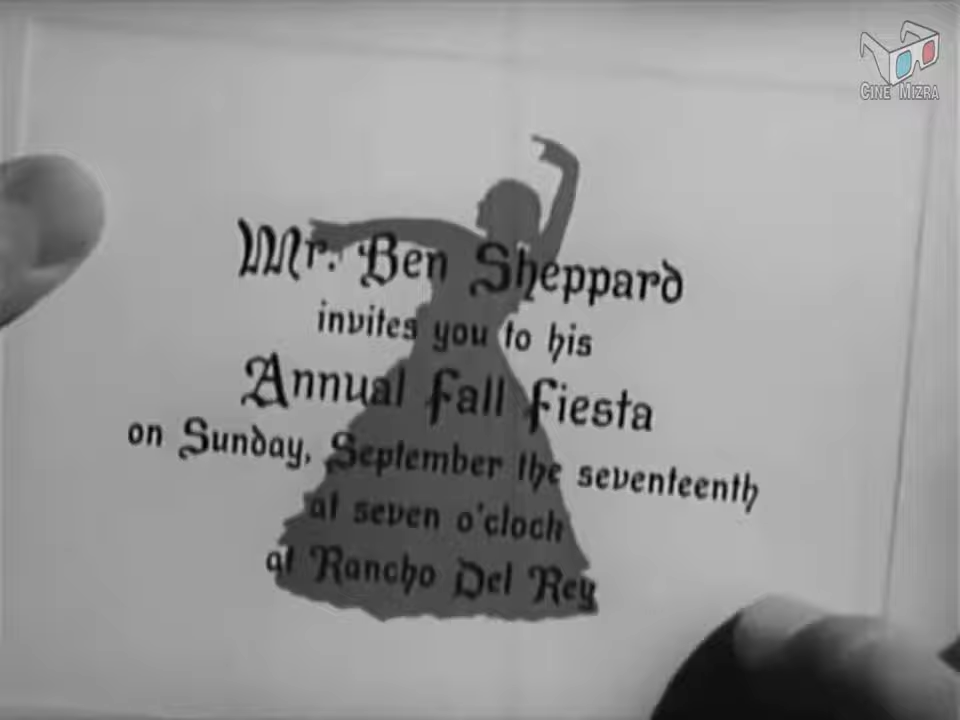 CINE MIZRA
Mr. Ben Sheppard
invites you to his
Annual Fall Fiesta
on Sunday, September the seventeenth
at seven o'clock
at Rancho Del Rey